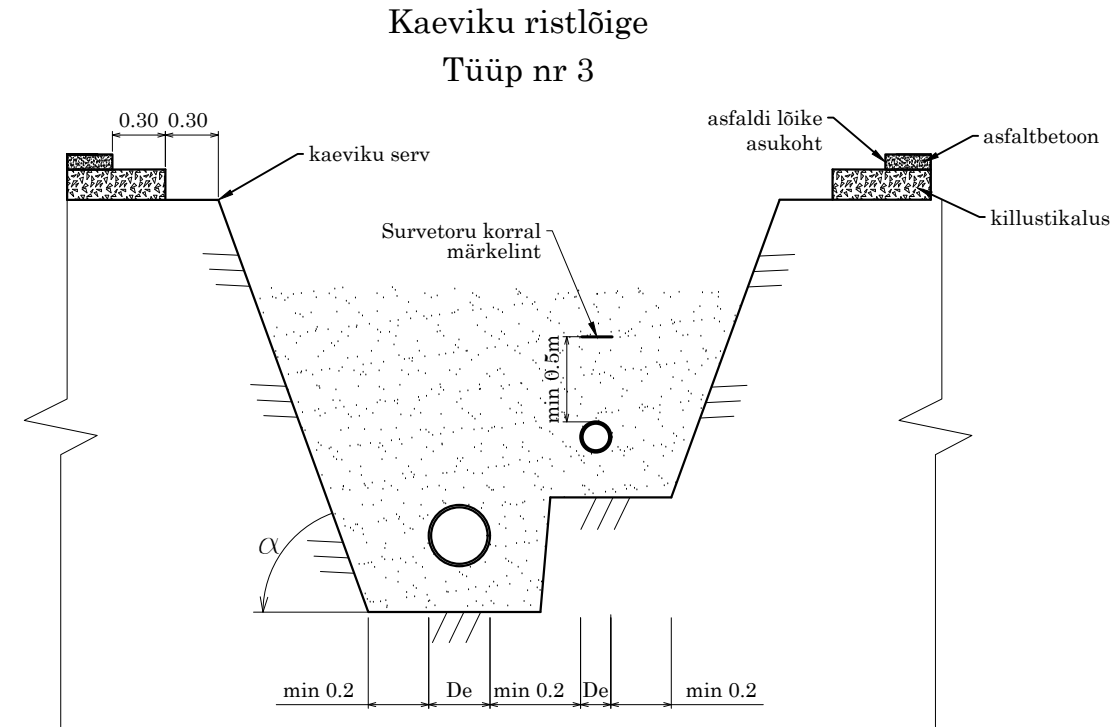 Kaeviku ristlõige
Tüüp nr 3
0.30 0.30
kaeviku serv
asfaldi lõike
asukoht
asfaltbetoon
killustikalus
Survetoru korral
märkelint
min 0.5m
α
min 0.2 De min 0.2 De min 0.2